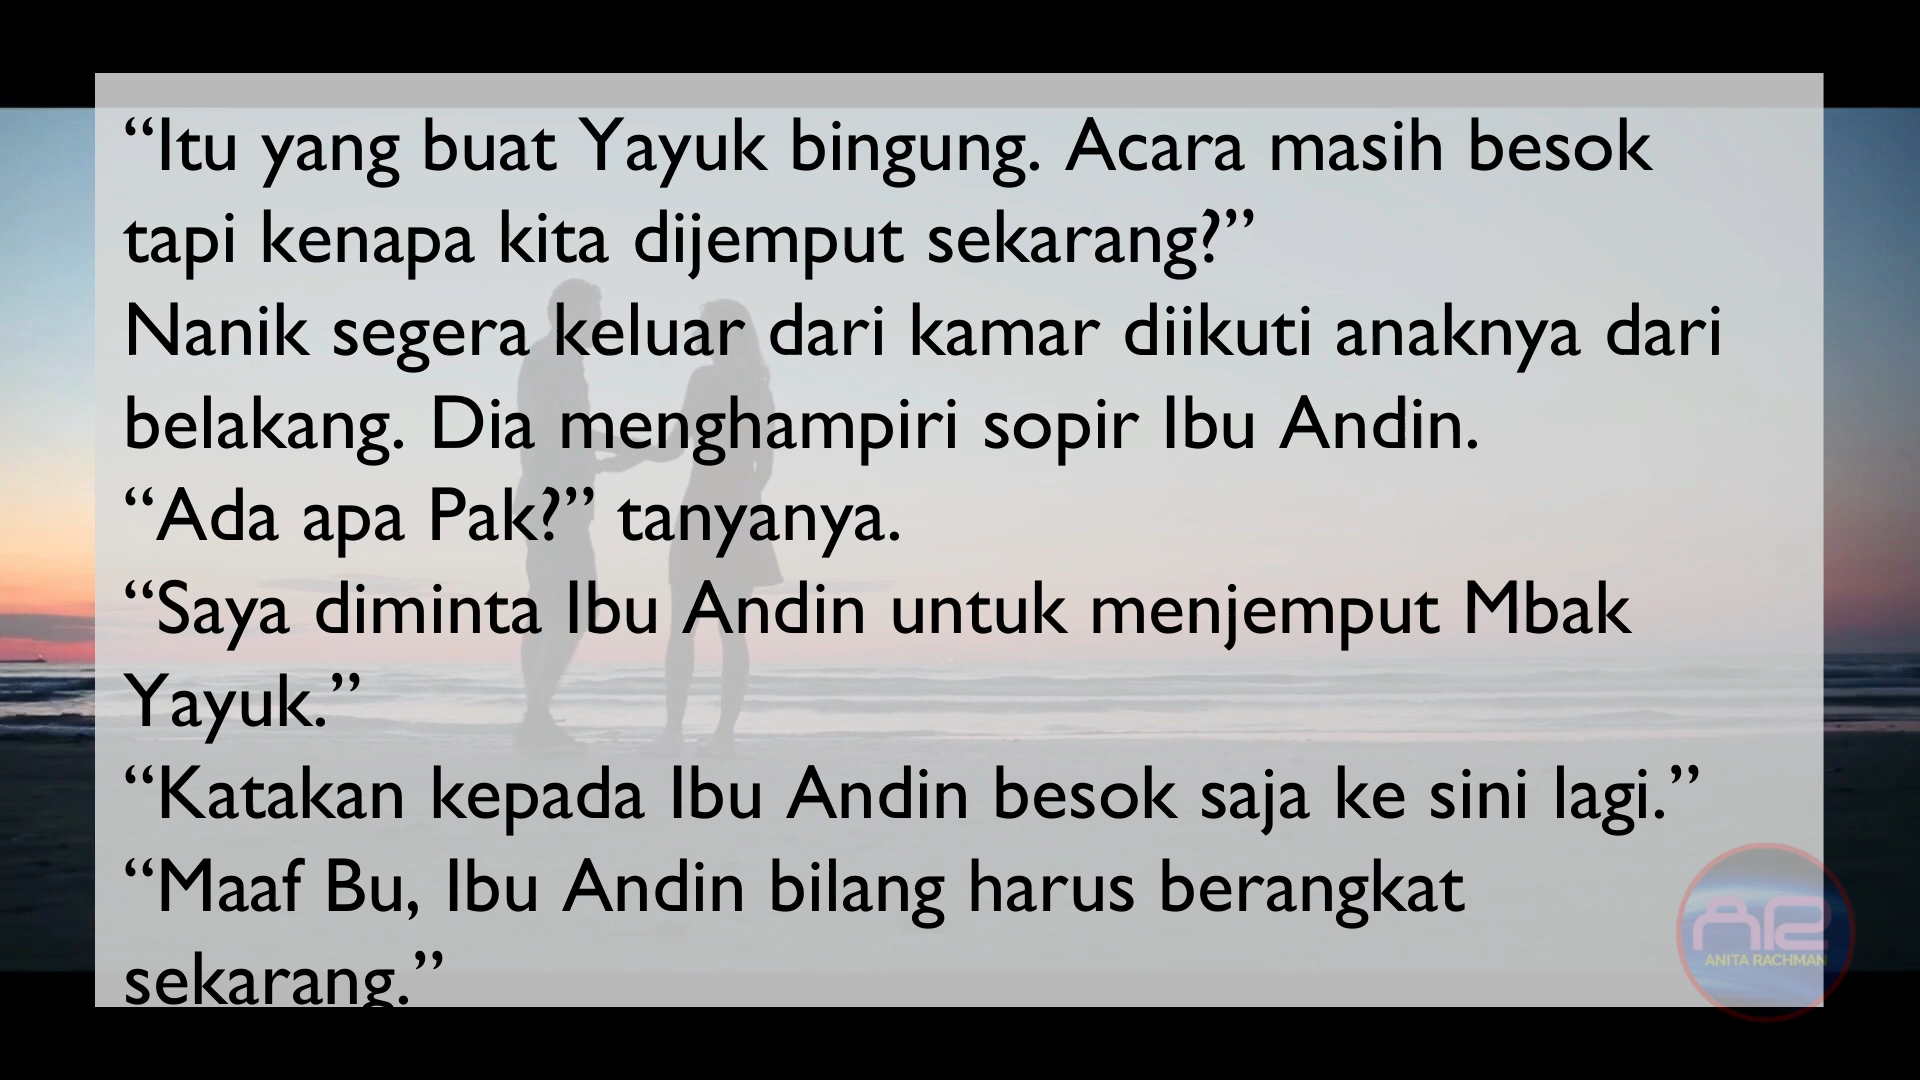 “Itu yang buat Yayuk bingung. Acara masih besok
tapi kenapa kita dijemput sekarang?”
Nanik segera keluar dari kamar diikuti anaknya dari
belakang. Dia menghampiri sopir Ibu Andin.
“Ada apa Pak?” tanyanya.
“Saya diminta Ibu Andin untuk menjemput Mbak
Yayuk.”
“Katakan kepada Ibu Andin besok saja ke sini lagi.”
“Maaf Bu, Ibu Andin bilang harus berangkat
sekarang.”
AR
ANITA RACHMAN